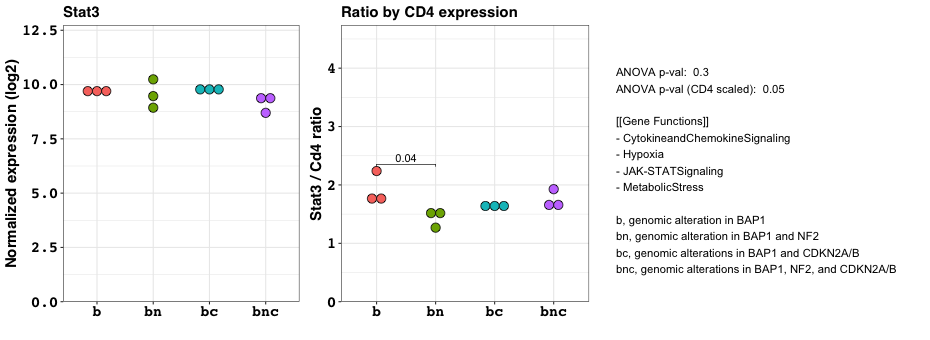 Stat3
Normalized expression (log2)
12.5
10.0
7.5
5.0
2.5
0.0
b bn bc bnc
Ratio by CD4 expression
Stat3 / Cd4 ratio
4
3
2
1
0
0.04
b bn bc bnc
ANOVA p-val: 0.3
ANOVA p-val (CD4 scaled): 0.05
[[Gene Functions]]
- CytokineandChemokineSignaling
- Hypoxia
- JAK-STATSignaling
- MetabolicStress
b, genomic alteration in BAP1
bn, genomic alteration in BAP1 and NF2
bc, genomic alterations in BAP1 and CDKN2A/B
bnc, genomic alterations in BAP1, NF2, and CDKN2A/B